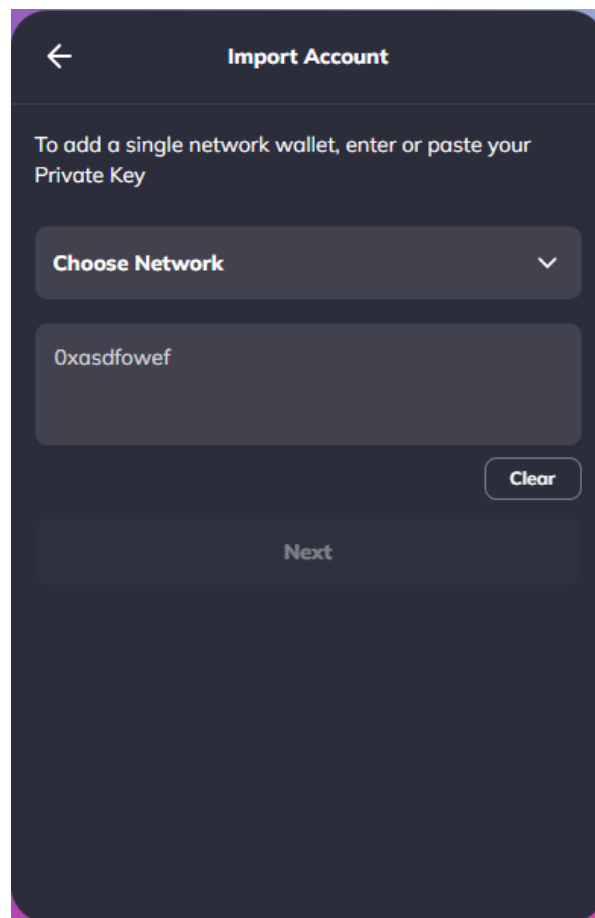 Import Account
To add a single network wallet, enter or paste your
Private Key
Choose Network
0xasdfowef
Clear
Next